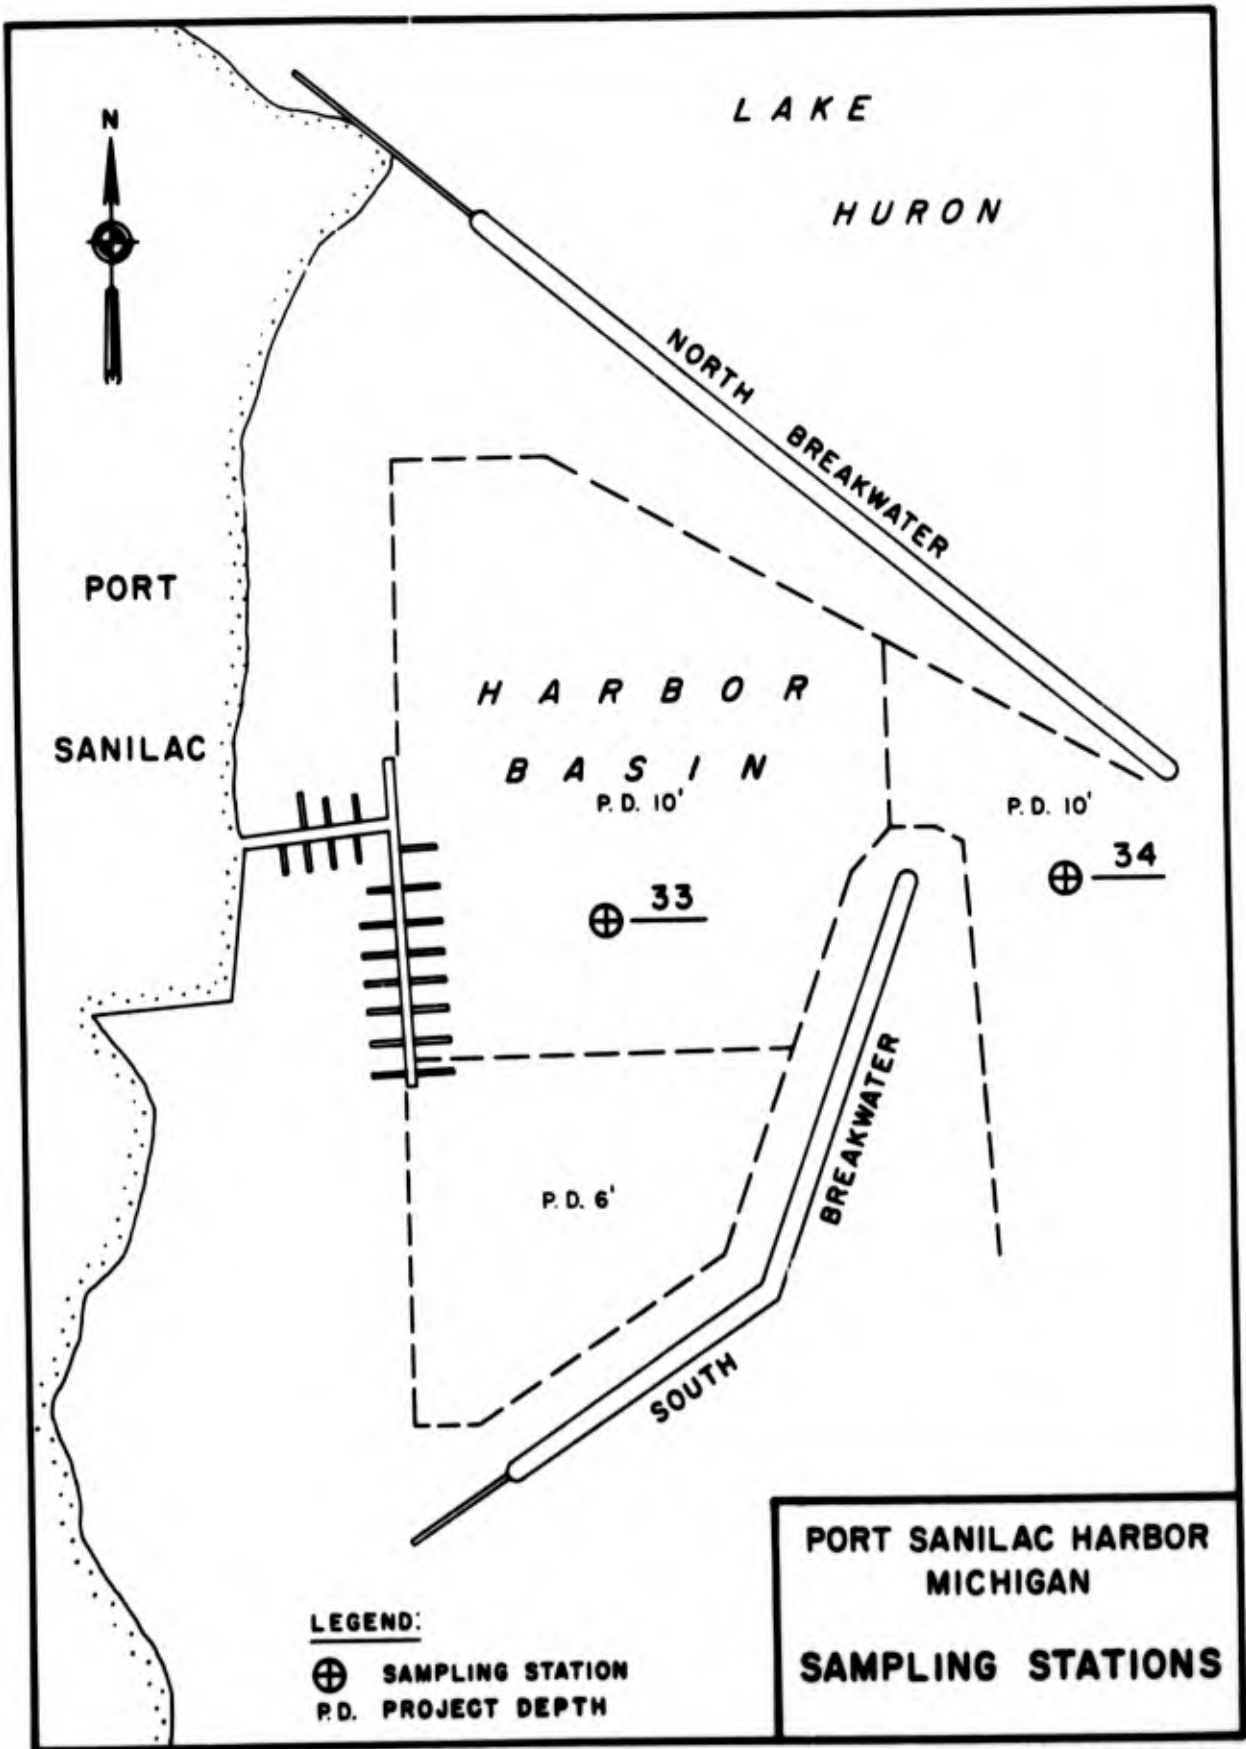 N
LAKE
HURON
NORTH BREAKWATER
PORT
SANILAC
HARBOR
BASIN
P.D. 10'
P.D. 10'
33
34
P.D. 6'
SOUTH BREAKWATER
LEGEND:
SAMPLING STATION
P.D. PROJECT DEPTH
PORT SANILAC HARBOR
MICHIGAN
SAMPLING STATIONS